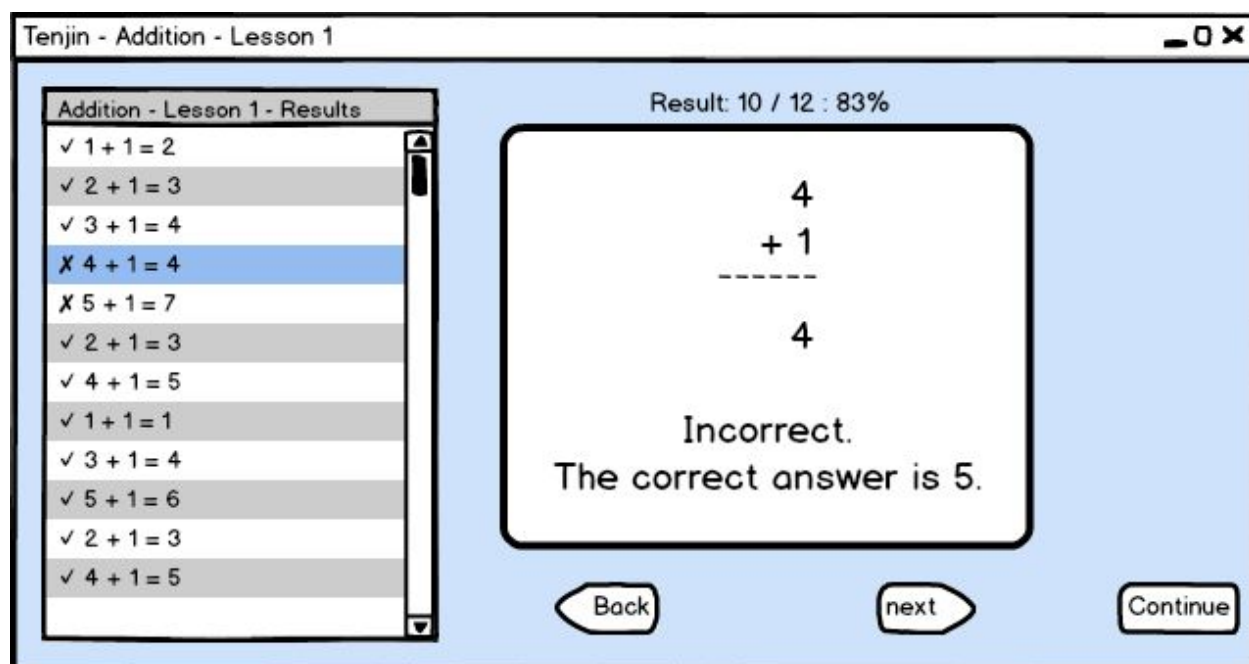 Tenjin - Addition - Lesson 1
Addition - Lesson 1 - Results
✓ 1 + 1 = 2
✓ 2 + 1 = 3
✓ 3 + 1 = 4
✗ 4 + 1 = 4
✗ 5 + 1 = 7
✓ 2 + 1 = 3
✓ 4 + 1 = 5
✓ 1 + 1 = 1
✓ 3 + 1 = 4
✓ 5 + 1 = 6
✓ 2 + 1 = 3
✓ 4 + 1 = 5
Result: 10 / 12 : 83%
4
+ 1
------
4
Incorrect.
The correct answer is 5.
Back
next
Continue